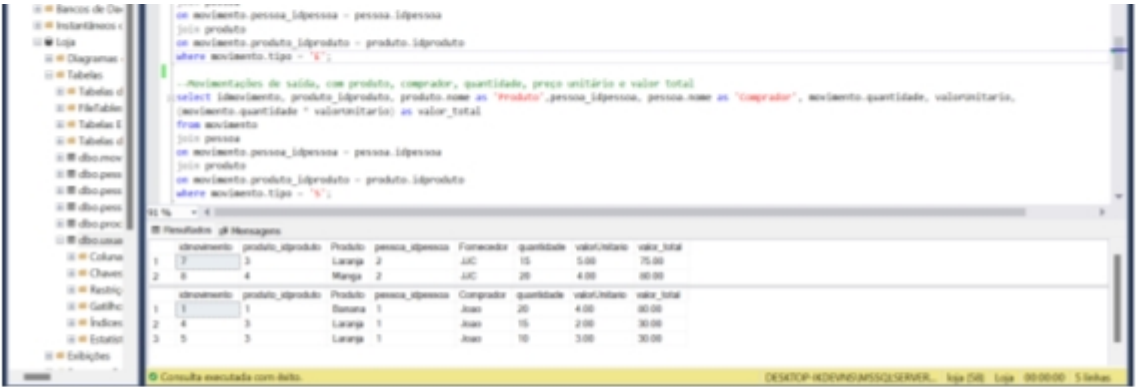 Bancos de Da
Instantâneos
Loja
Diagramas
Tabelas
Tabelas d
FileTables
Tabelas E
Tabelas d
dbo.mov
dbo.pess
dbo.pess
dbo.pess
dbo.proc
dbo.usua
Coluna
Chaves
Restriç
Gatilho
Índices
Estatíst
Exibições
on movimento.pessoa_idpessoa = pessoa.idpessoa
join produto
on movimento.produto_idproduto = produto.idproduto
where movimento.tipo = 'E';
--Movimentações de saída, com produto, comprador, quantidade, preço unitário e valor total
select idmovimento, produto_idproduto, produto.nome as 'Produto',pessoa_idpessoa, pessoa.nome as 'Comprador', movimento.quantidade, valorUnitario,
(movimento.quantidade * valorUnitario) as valor_total
from movimento
join pessoa
on movimento.pessoa_idpessoa = pessoa.idpessoa
join produto
on movimento.produto_idproduto = produto.idproduto
where movimento.tipo = 'S';
91 %
Resultados Mensagens
idmovimento produto_idproduto Produto pessoa_idpessoa Fornecedor quantidade valorUnitario valor_total
1 7 3 Laranja 2 JJC 15 5.00 75.00
2 8 4 Manga 2 JJC 20 4.00 80.00
idmovimento produto_idproduto Produto pessoa_idpessoa Comprador quantidade valorUnitario valor_total
1 1 1 Banana 1 Joao 20 4.00 80.00
2 4 3 Laranja 1 Joao 15 2.00 30.00
3 5 3 Laranja 1 Joao 10 3.00 30.00
Consulta executada com êxito.
loja (58) Loja 00:00:00 5 linhas